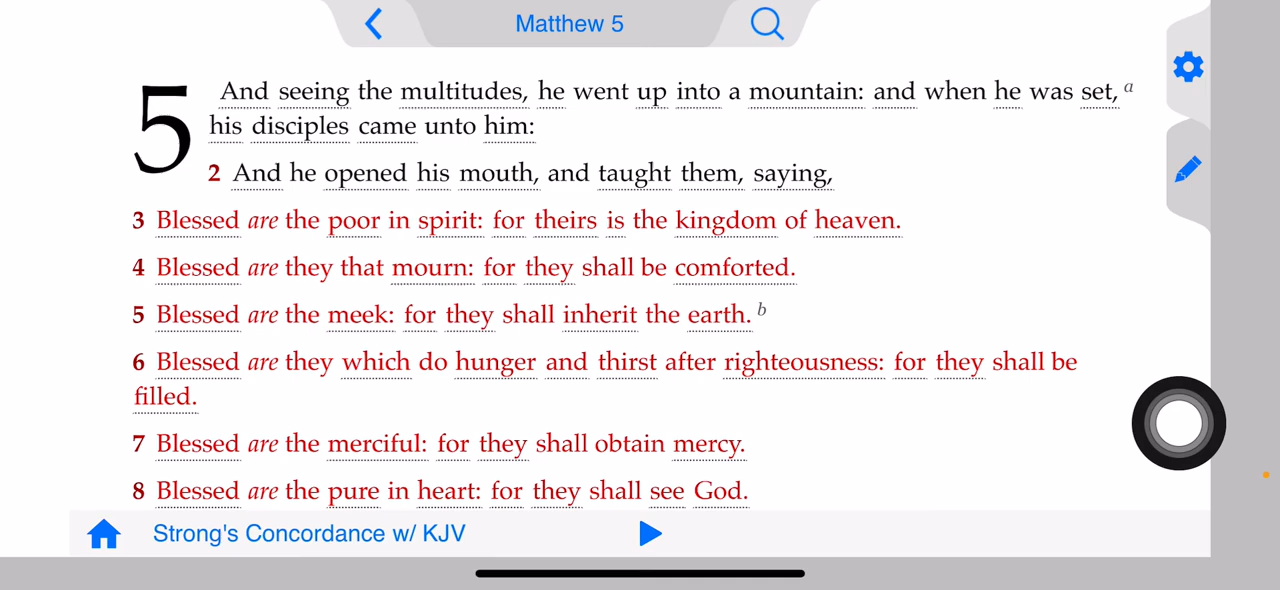 Matthew 5
5 And seeing the multitudes, he went up into a mountain: and when he was set, a
his disciples came unto him:
2 And he opened his mouth, and taught them, saying,
3 Blessed are the poor in spirit: for theirs is the kingdom of heaven.
4 Blessed are they that mourn: for they shall be comforted.
5 Blessed are the meek: for they shall inherit the earth. b
6 Blessed are they which do hunger and thirst after righteousness: for they shall be
filled.
7 Blessed are the merciful: for they shall obtain mercy.
8 Blessed are the pure in heart: for they shall see God.
Strong's Concordance w/ KJV